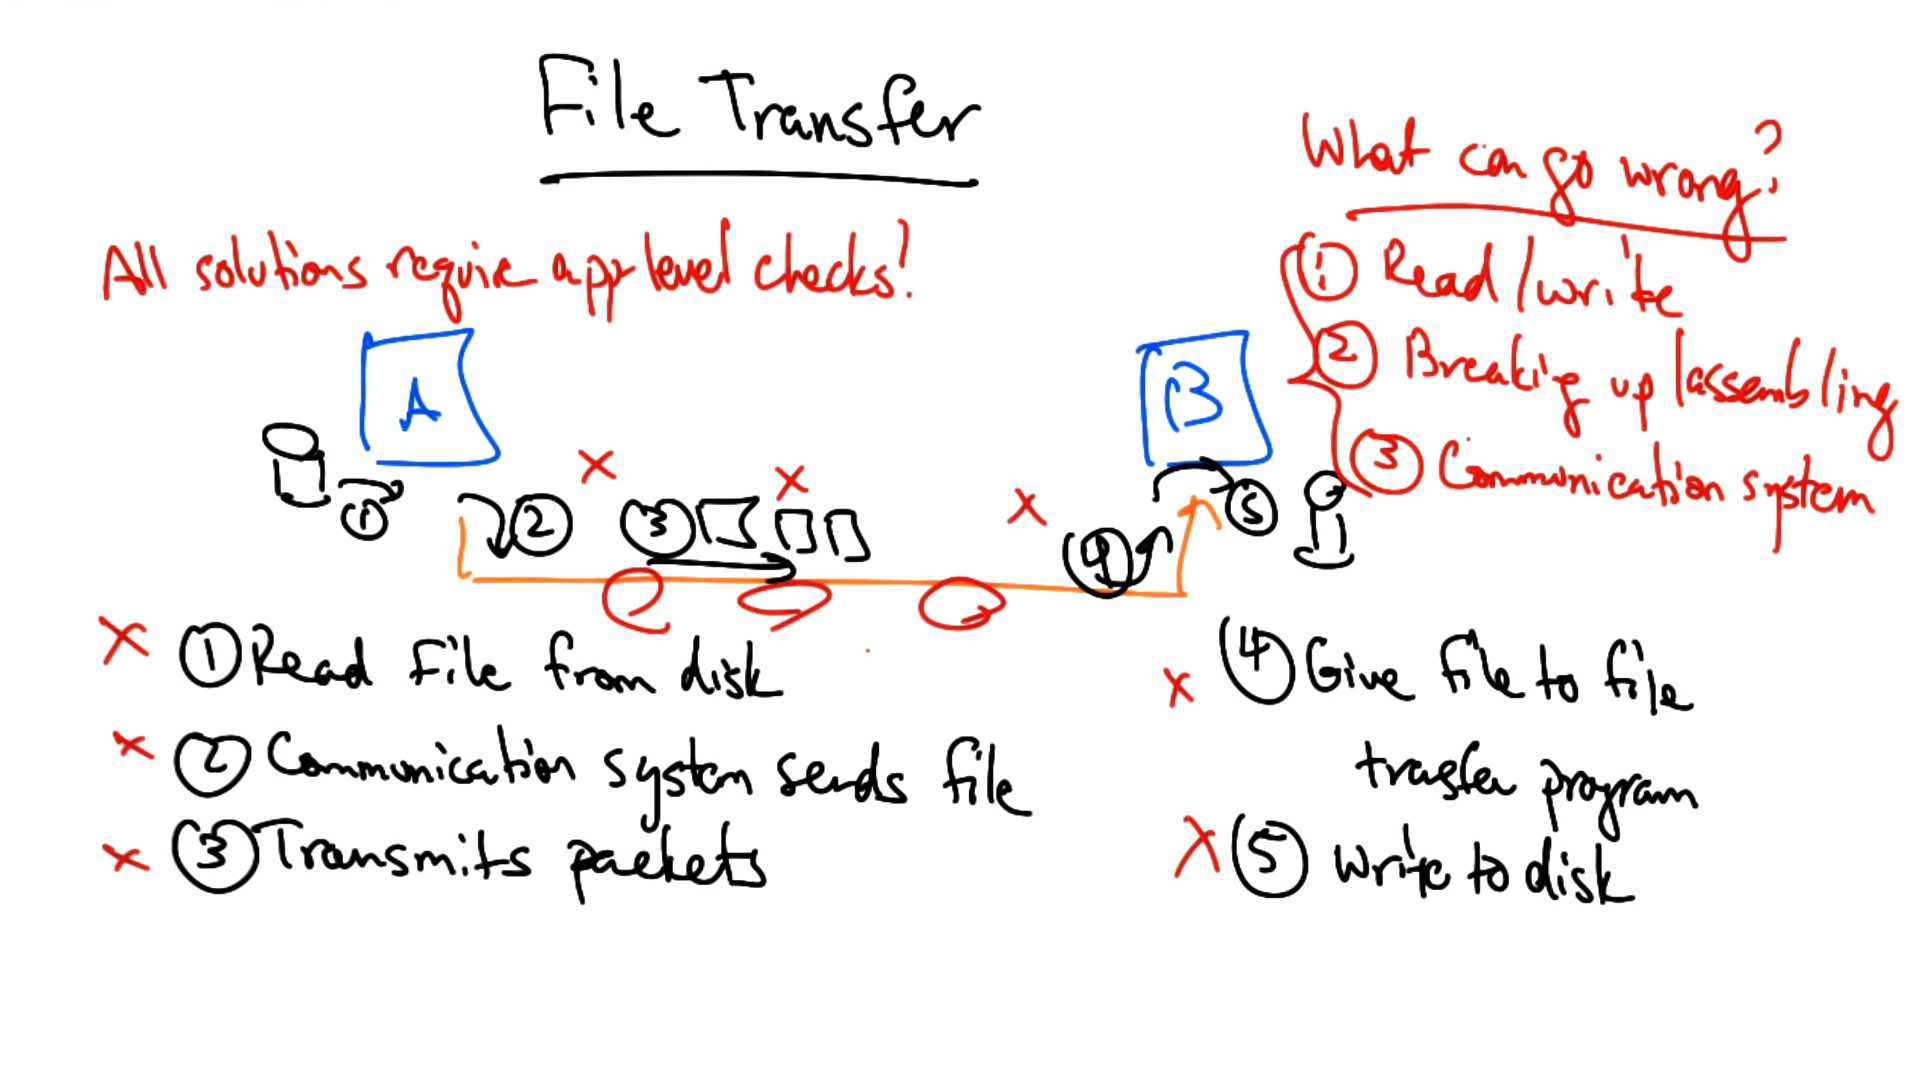 File Transfer
What can go wrong?
All solutions require app level checks!
① Read/write
② Breaking up/assembling
③ Communication system
A
B
①
②
③
④
⑤
① Read File from disk
② Communication system sends file
③ Transmits packets
④ Give file to file
transfer program
⑤ write to disk